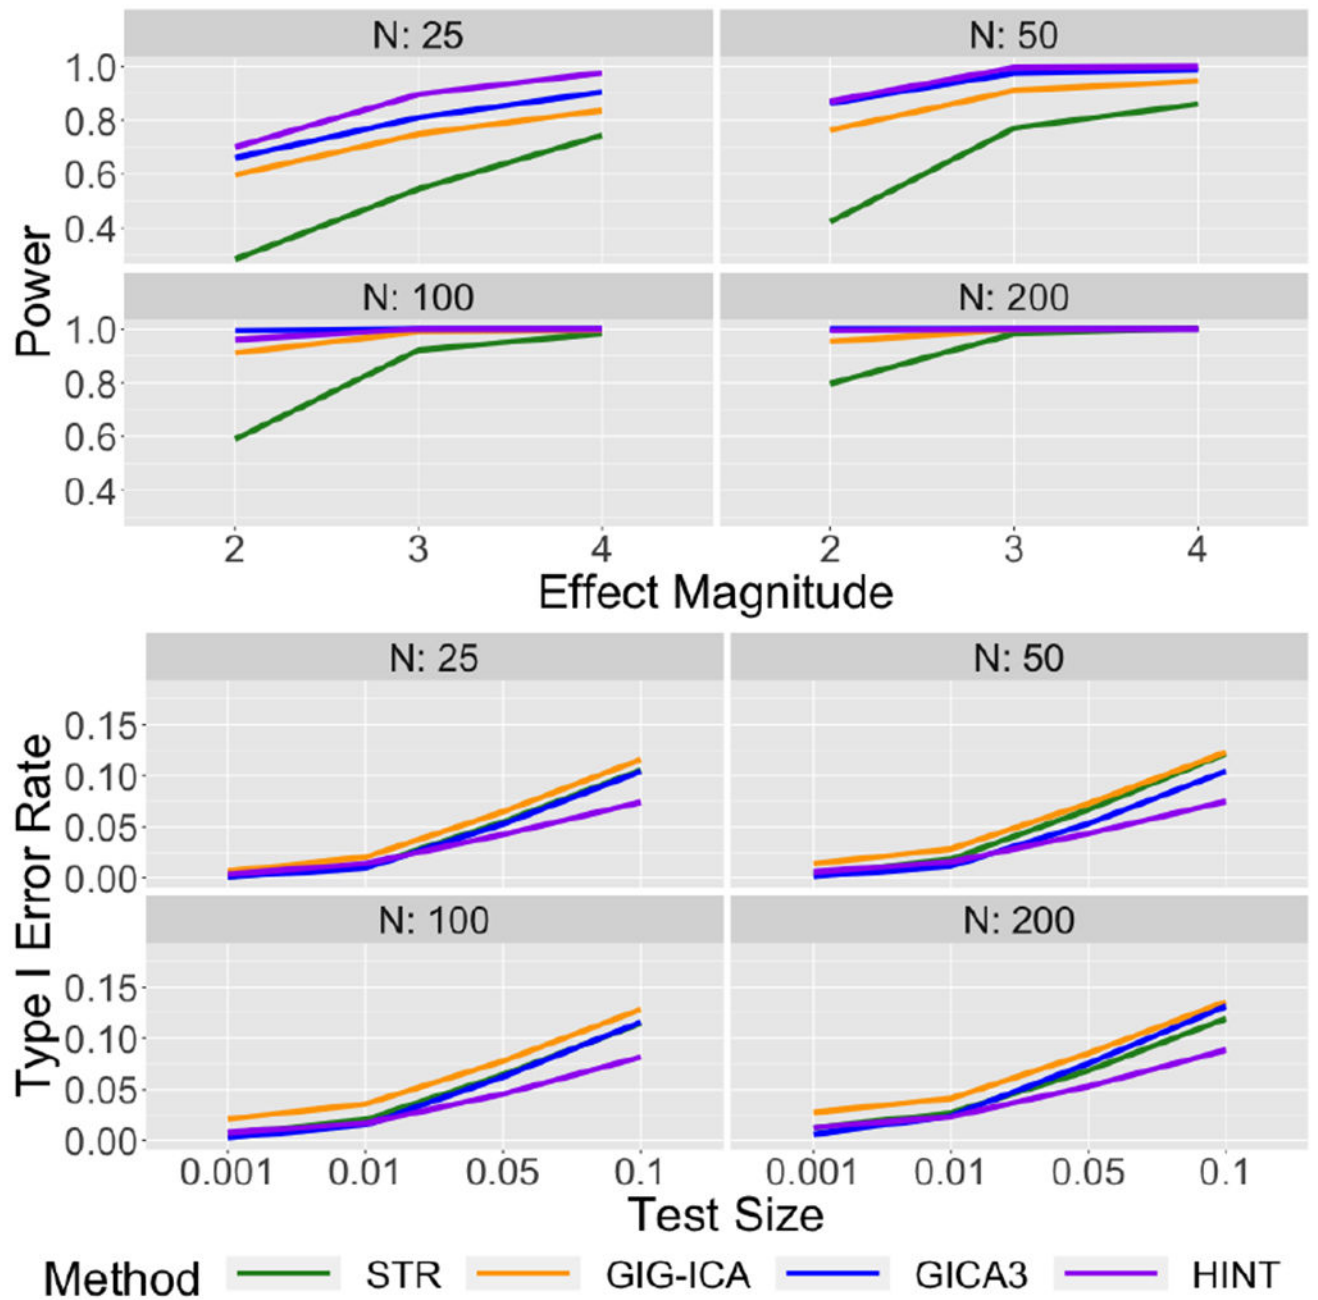 N: 25 N: 50
1.0
0.8
0.6
0.4
N: 100 N: 200
1.0
0.8
0.6
0.4
Power
2 3 4 2 3 4
Effect Magnitude
N: 25 N: 50
0.15
0.10
0.05
0.00
N: 100 N: 200
0.15
0.10
0.05
0.00
Type I Error Rate
0.001 0.01 0.05 0.1 0.001 0.01 0.05 0.1
Test Size
Method STR GIG-ICA GICA3 HINT